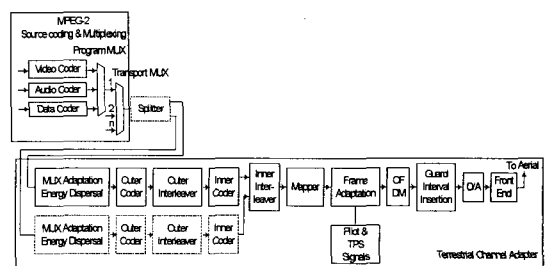 MPEG-2
Source coding & Multiplexing
Program MUX
Transport MUX
Video Coder
Audio Coder
Data Coder
1
2
n
Splitter
To Aerial
MUX Adaptation
Energy Dispersal
Outer
Coder
Outer
Interleaver
Inner
Coder
Inner
Inter-
leaver
Mapper
Frame
Adaptation
OF
DM
Guard
Interval
Insertion
D/A
Front
End
MUX Adaptation
Energy Dispersal
Outer
Coder
Outer
Interleaver
Inner
Coder
Pilot &
TPS
Signals
Terrestrial Channel Adapter